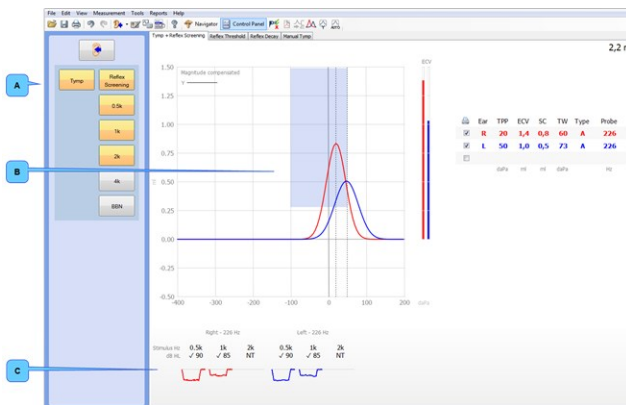 File Edit View Measurement Tools Reports Help
Navigator Control Panel
Tymp + Reflex Screening Reflex Threshold Reflex Decay Manual Tymp
2,2 r
A
Tymp
Reflex
Screening
0.5k
1k
2k
4k
BBN
B
C
1.50
Magnitude compensated
Y
1.25
1.00
0.75
0.50
0.25
0.00
-0.25
-0.50
-400 -300 -200 -100 0 100 200 daPa
ECV
Ear TPP ECV SC TW Type Probe
R 20 1,4 0,8 60 A 226
L 50 1,0 0,5 73 A 226
daPa ml ml daPa Hz
Right - 226 Hz Left - 226 Hz
Stimulus Hz 0.5k 1k 2k 0.5k 1k 2k
dB HL ✓ 90 ✓ 85 NT ✓ 90 ✓ 85 NT